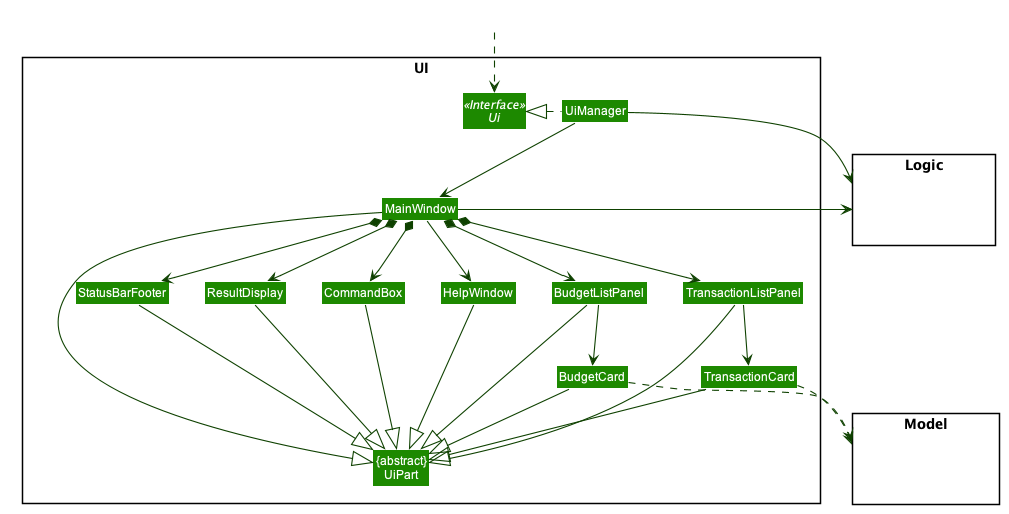 UI
«Interface»
Ui
UiManager
Logic
MainWindow
StatusBarFooter
ResultDisplay
CommandBox
HelpWindow
BudgetListPanel
TransactionListPanel
BudgetCard
TransactionCard
Model
{abstract}
UiPart